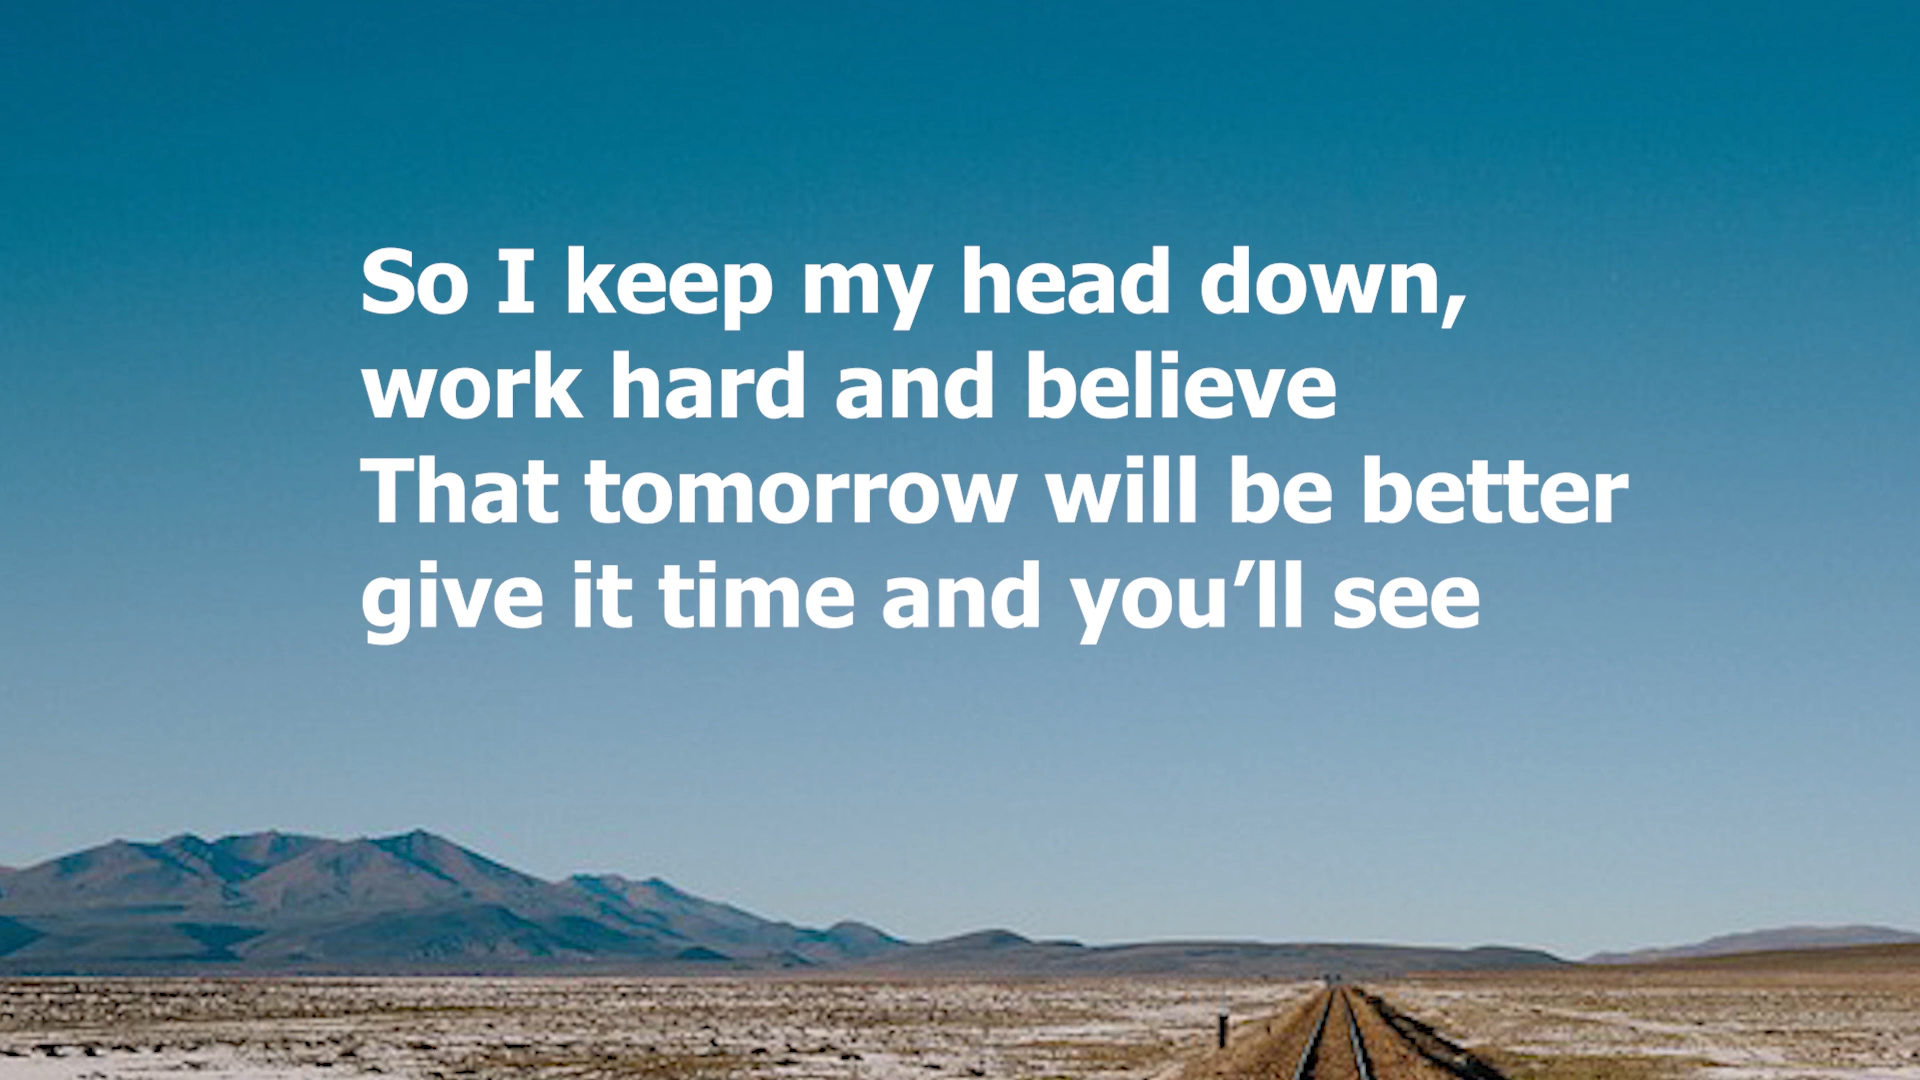 So I keep my head down,
work hard and believe
That tomorrow will be better
give it time and you’ll see